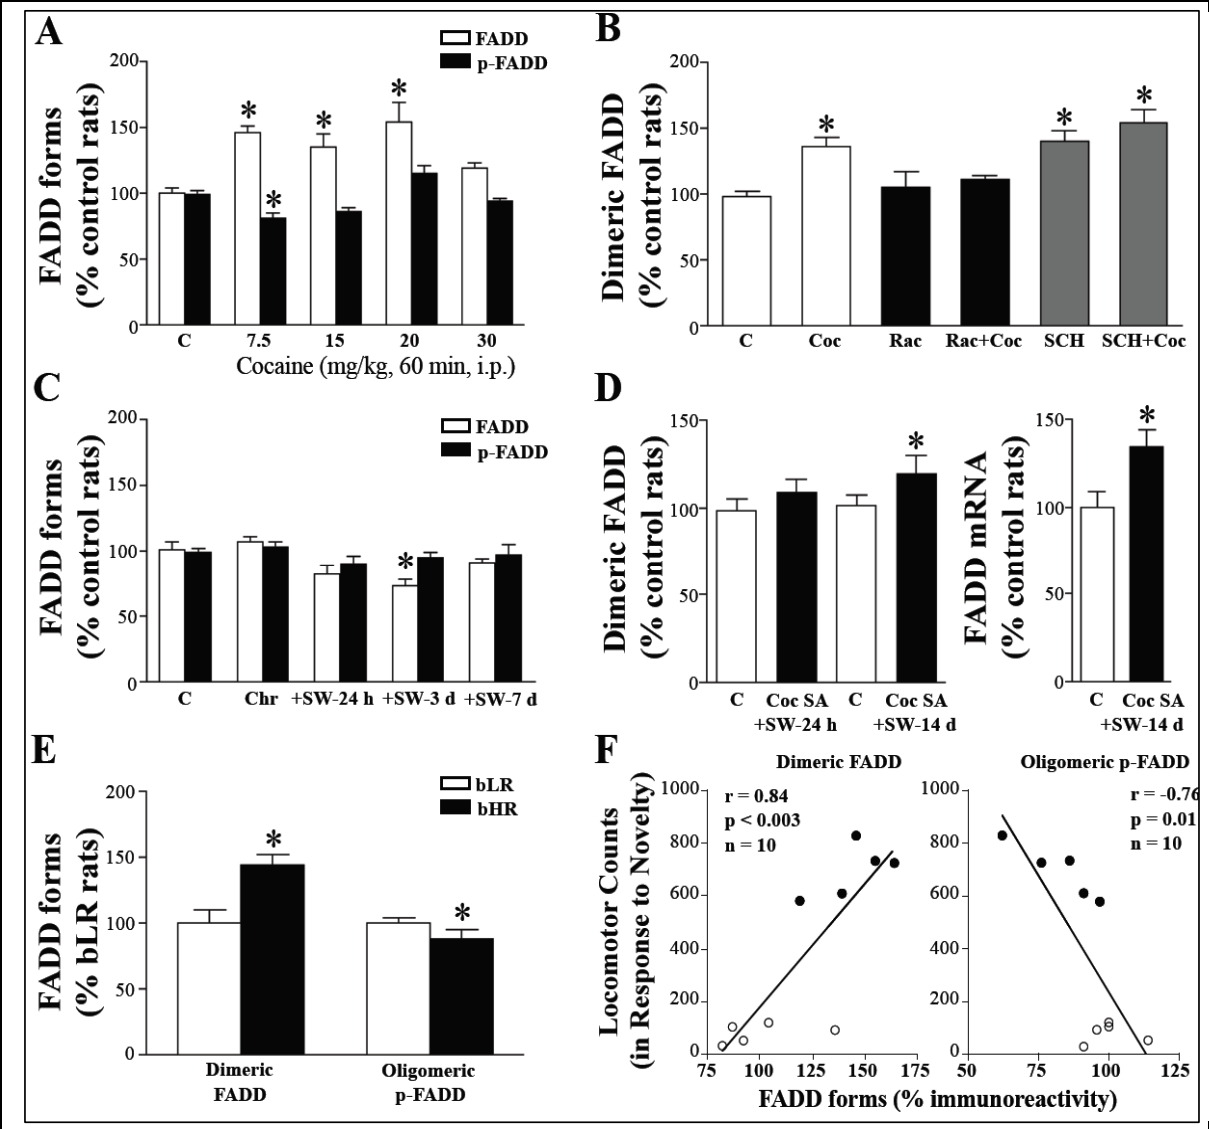 A
FADD
p-FADD
FADD forms
(% control rats)
200
150
100
50
0
*
*
*
*
C 7.5 15 20 30
Cocaine (mg/kg, 60 min, i.p.)
B
Dimeric FADD
(% control rats)
200
150
100
50
0
*
*
*
C Coc Rac Rac+Coc SCH SCH+Coc
C
FADD
p-FADD
FADD forms
(% control rats)
200
150
100
50
0
*
C Chr +SW-24 h +SW-3 d +SW-7 d
D
Dimeric FADD
(% control rats)
150
100
50
0
*
C Coc SA C Coc SA
+SW-24 h +SW-14 d
FADD mRNA
(% control rats)
150
100
50
0
*
C Coc SA
+SW-14 d
E
bLR
bHR
FADD forms
(% bLR rats)
200
150
100
50
0
*
*
Dimeric
FADD
Oligomeric
p-FADD
F
Dimeric FADD
Locomotor Counts
(in Response to Novelty)
1000
800
600
400
200
0
r = 0.84
p < 0.003
n = 10
75 100 125 150 175
Oligomeric p-FADD
1000
800
600
400
200
0
r = -0.76
p = 0.01
n = 10
50 75 100 125
FADD forms (% immunoreactivity)